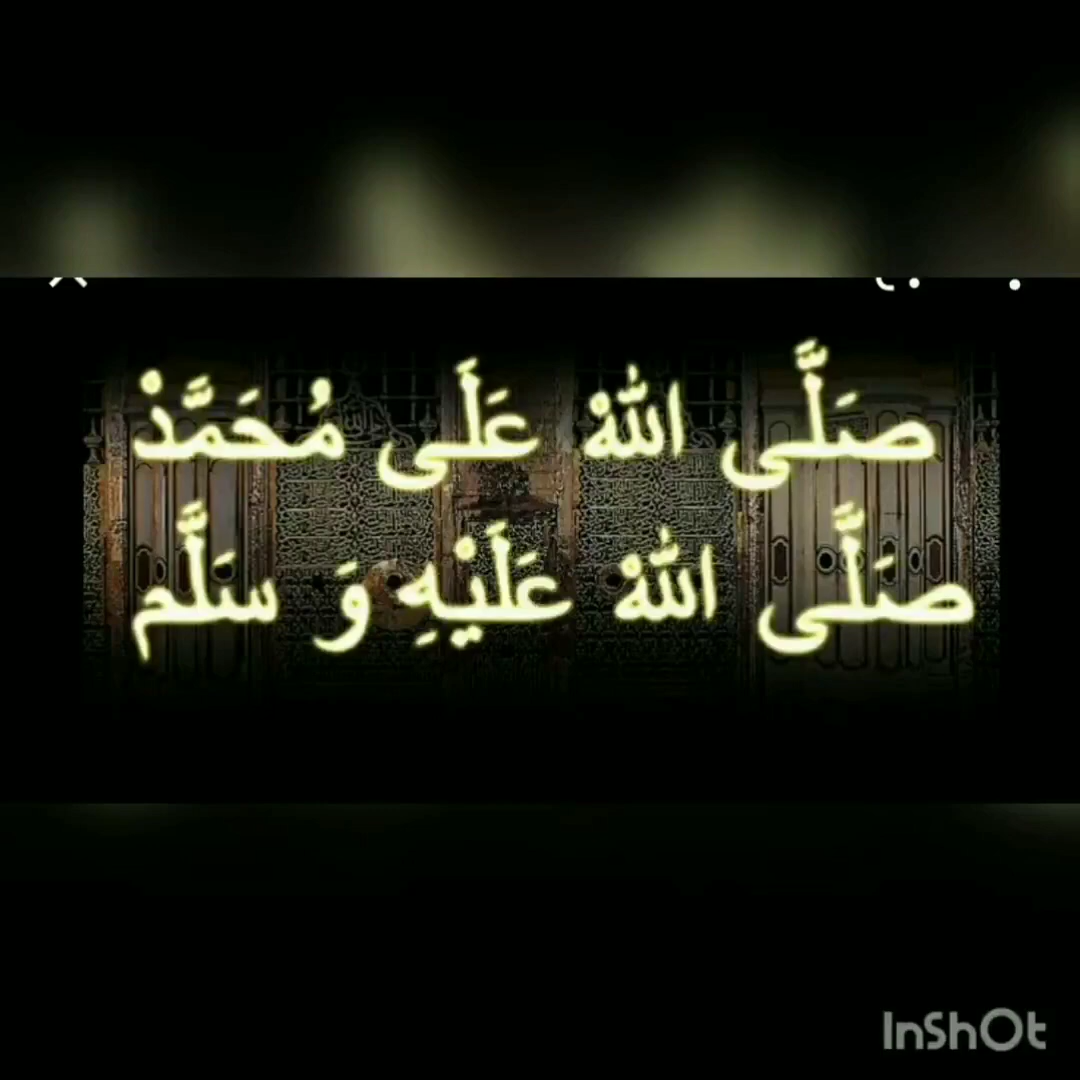 صَلَّى اللهْ عَلَى مُحَمَّدْ
صَلَّى اللهْ عَلَيْهِ وَ سَلَّم
InShOt